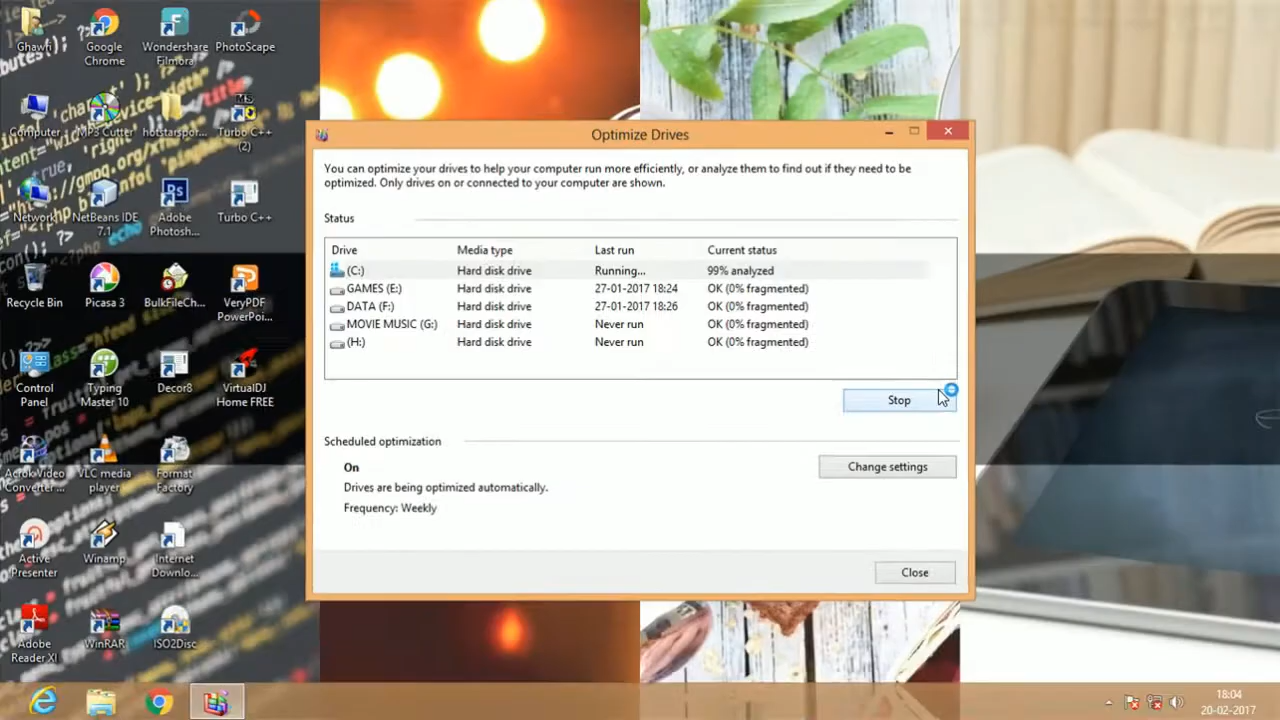 Ghawri
Google
Chrome
Wondershare
Filmora
PhotoScape
Computer
MP3 Cutter
hotstarspor...
Turbo C++
(2)
Network
NetBeans IDE
7.1
Adobe
Photosh...
Turbo C++
Recycle Bin
Picasa 3
BulkFileCh...
VeryPDF
PowerPoi...
Control
Panel
Typing
Master 10
Decor8
VirtualDJ
Home FREE
Video
Converter ...
VLC media
player
Format
Factory
Active
Presenter
Winamp
Internet
Downlo...
Adobe
Reader XI
WinRAR
ISO2Disc
Optimize Drives
You can optimize your drives to help your computer run more efficiently, or analyze them to find out if they need to be
optimized. Only drives on or connected to your computer are shown.
Status
Drive Media type Last run Current status
(C:) Hard disk drive Running... 99% analyzed
GAMES (E:) Hard disk drive 27-01-2017 18:24 OK (0% fragmented)
DATA (F:) Hard disk drive 27-01-2017 18:26 OK (0% fragmented)
MOVIE MUSIC (G:) Hard disk drive Never run OK (0% fragmented)
(H:) Hard disk drive Never run OK (0% fragmented)
Stop
Scheduled optimization
On
Change settings
Drives are being optimized automatically.
Frequency: Weekly
Close
18:04
20-02-2017